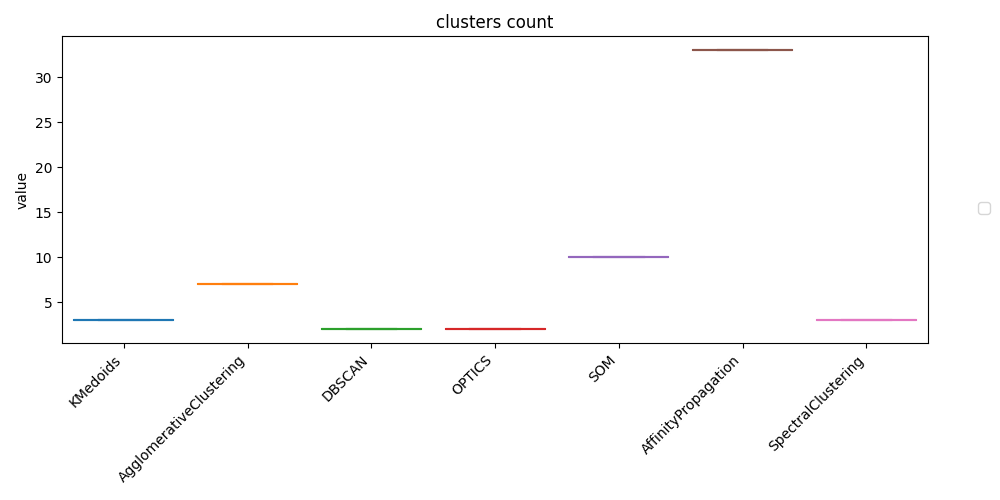 clusters count
value
30
25
20
15
10
5
KMedoids
AgglomerativeClustering
DBSCAN
OPTICS
SOM
AffinityPropagation
SpectralClustering